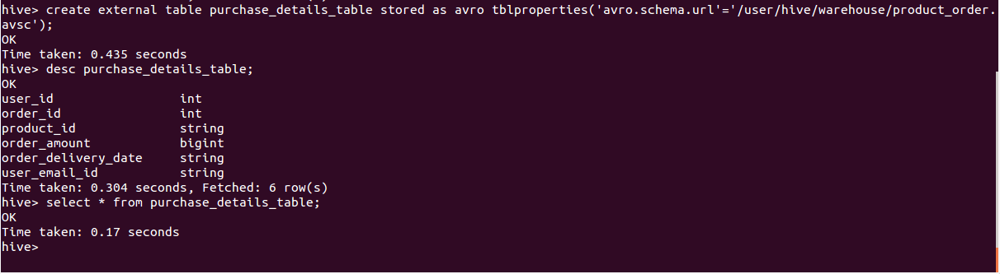 hive> create external table purchase_details_table stored as avro tblproperties('avro.schema.url'='/user/hive/warehouse/product_order.
avsc');
OK
Time taken: 0.435 seconds
hive> desc purchase_details_table;
OK
user_id                 int
order_id                int
product_id              string
order_amount            bigint
order_delivery_date     string
user_email_id           string
Time taken: 0.304 seconds, Fetched: 6 row(s)
hive> select * from purchase_details_table;
OK
Time taken: 0.17 seconds
hive>